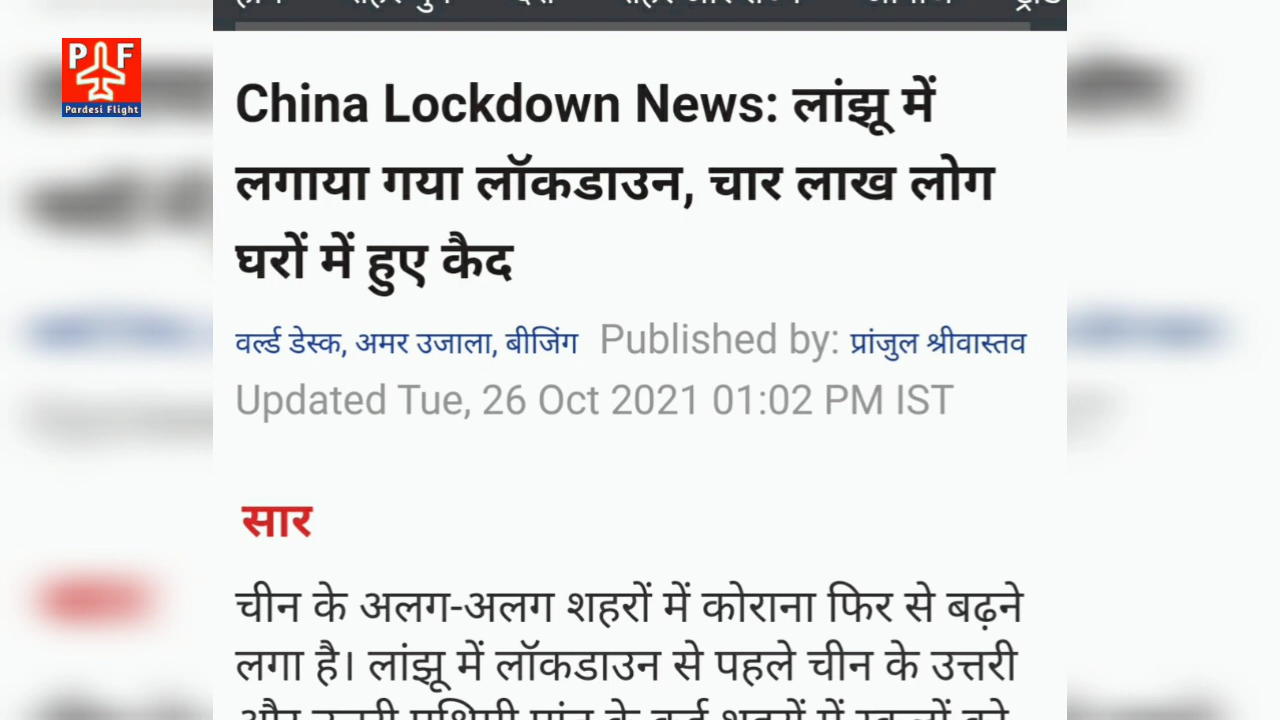 P F
Pardesi Flight
China Lockdown News: लांझू में
लगाया गया लॉकडाउन, चार लाख लोग
घरों में हुए कैद
वर्ल्ड डेस्क, अमर उजाला, बीजिंग Published by: प्रांजुल श्रीवास्तव
Updated Tue, 26 Oct 2021 01:02 PM IST
सार
चीन के अलग-अलग शहरों में कोराना फिर से बढ़ने
लगा है। लांझू में लॉकडाउन से पहले चीन के उत्तरी